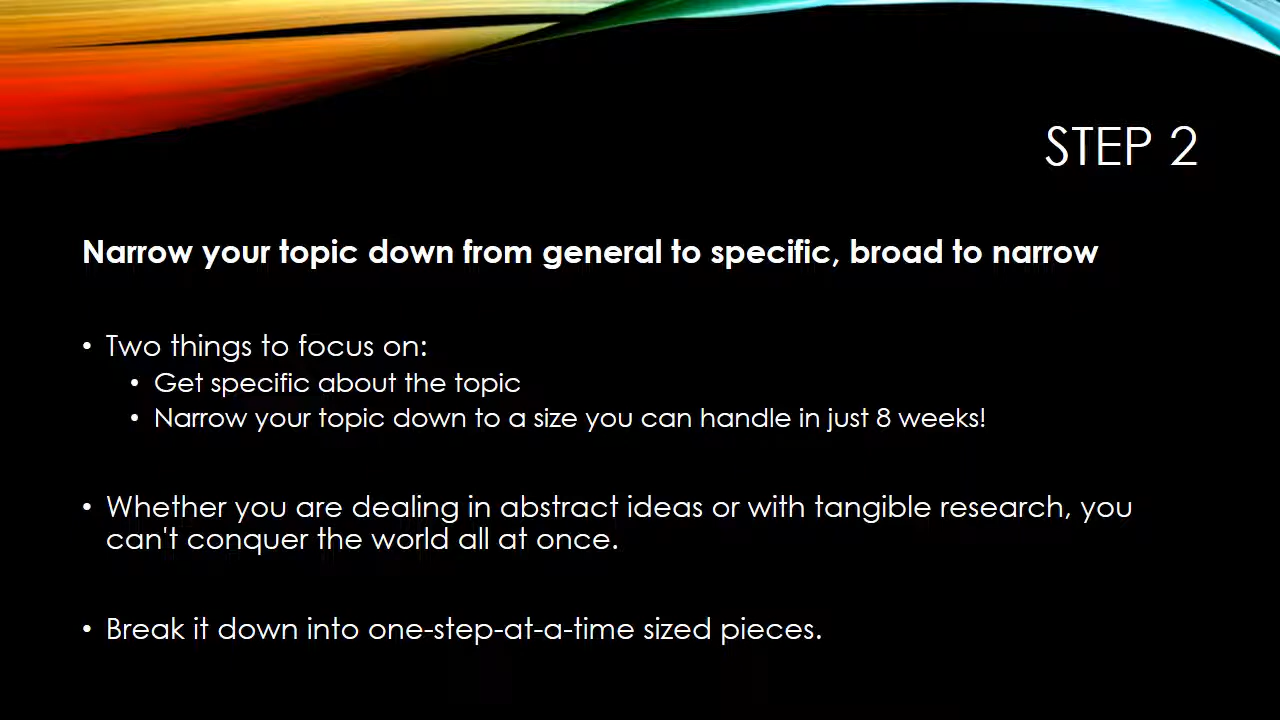 STEP 2
Narrow your topic down from general to specific, broad to narrow
• Two things to focus on:
• Get specific about the topic
• Narrow your topic down to a size you can handle in just 8 weeks!
• Whether you are dealing in abstract ideas or with tangible research, you
can't conquer the world all at once.
• Break it down into one-step-at-a-time sized pieces.